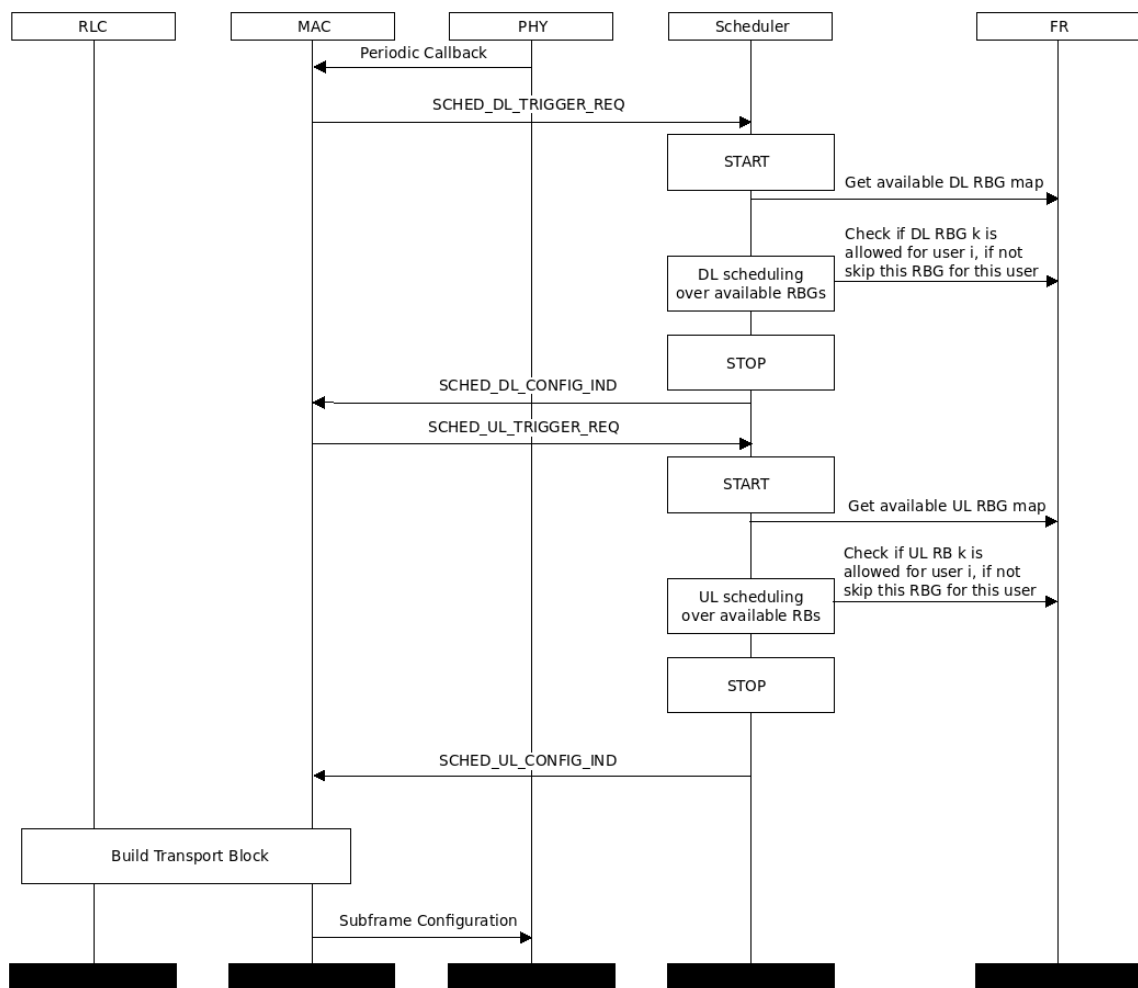 RLC
MAC
PHY
Scheduler
FR
Periodic Callback
SCHED_DL_TRIGGER_REQ
START
Get available DL RBG map
Check if DL RBG k is
allowed for user i, if not
skip this RBG for this user
DL scheduling
over available RBGs
STOP
SCHED_DL_CONFIG_IND
SCHED_UL_TRIGGER_REQ
START
Get available UL RBG map
Check if UL RB k is
allowed for user i, if not
skip this RBG for this user
UL scheduling
over available RBs
STOP
SCHED_UL_CONFIG_IND
Build Transport Block
Subframe Configuration